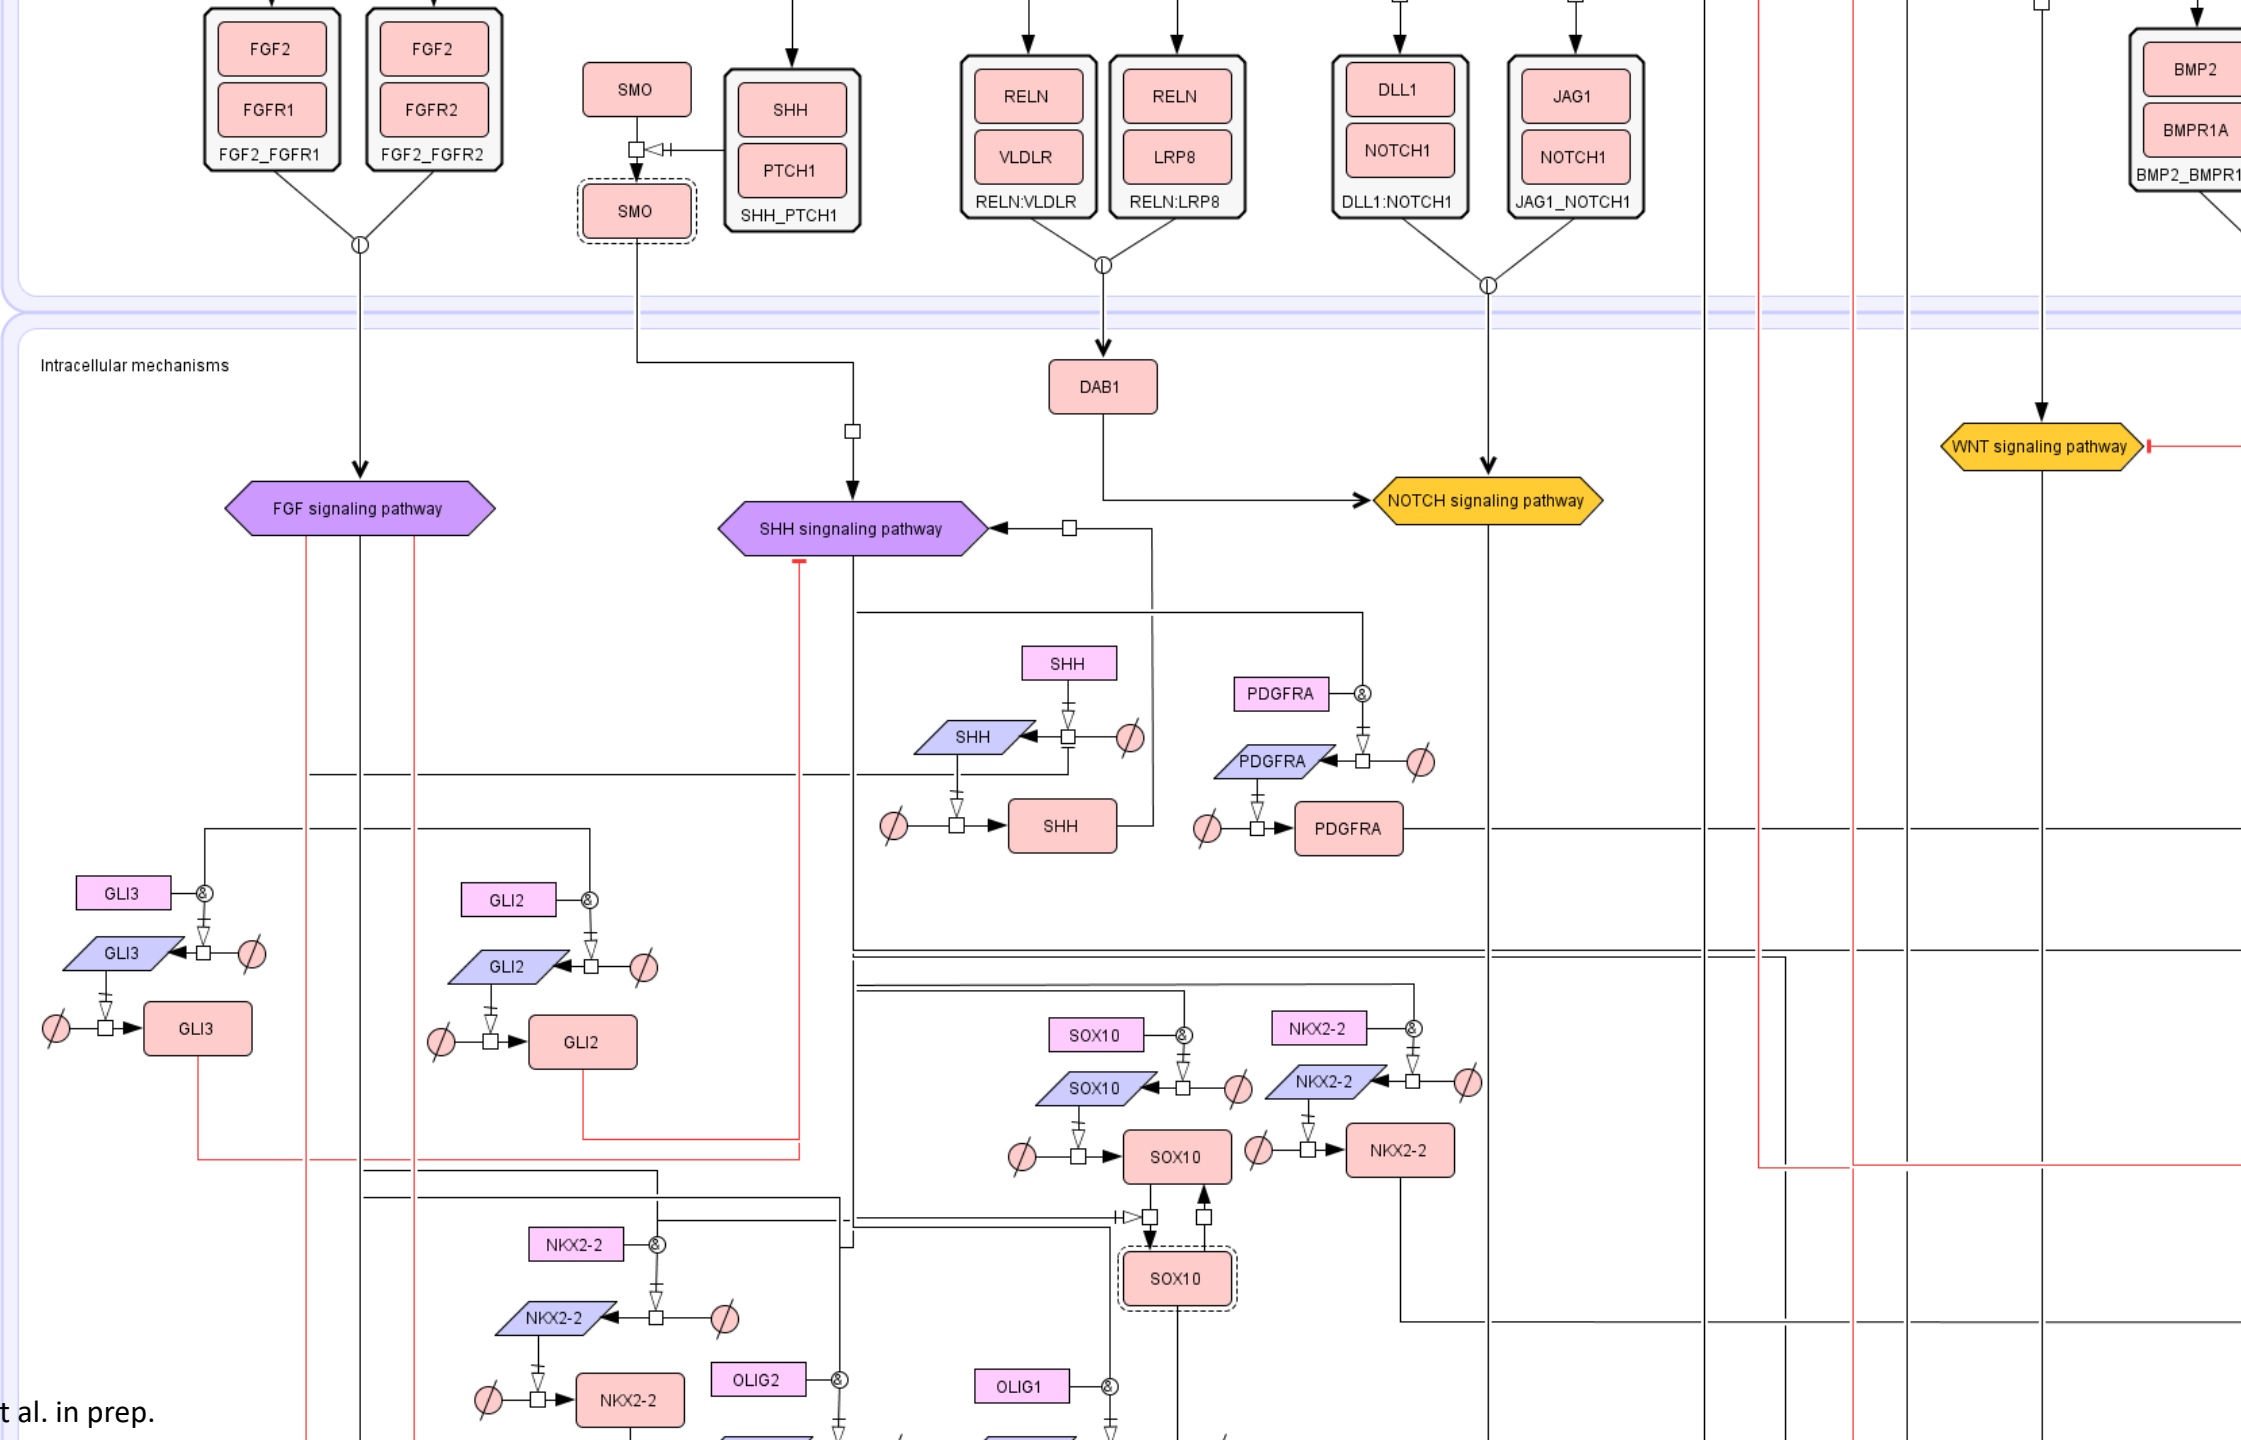 FGF2
FGFR1
FGF2_FGFR1
FGF2
FGFR2
FGF2_FGFR2
SMO
SMO
SHH
PTCH1
SHH_PTCH1
RELN
VLDLR
RELN:VLDLR
RELN
LRP8
RELN:LRP8
DLL1
NOTCH1
DLL1:NOTCH1
JAG1
NOTCH1
JAG1_NOTCH1
BMP2
BMPR1A
BMP2_BMPR1
Intracellular mechanisms
DAB1
FGF signaling pathway
SHH singnaling pathway
NOTCH signaling pathway
WNT signaling pathway
SHH
SHH
SHH
PDGFRA
&
PDGFRA
PDGFRA
GLI3
&
GLI3
GLI3
GLI2
&
GLI2
GLI2
SOX10
&
SOX10
SOX10
SOX10
NKX2-2
&
NKX2-2
NKX2-2
NKX2-2
&
NKX2-2
NKX2-2
OLIG2
&
OLIG1
&
t al. in prep.